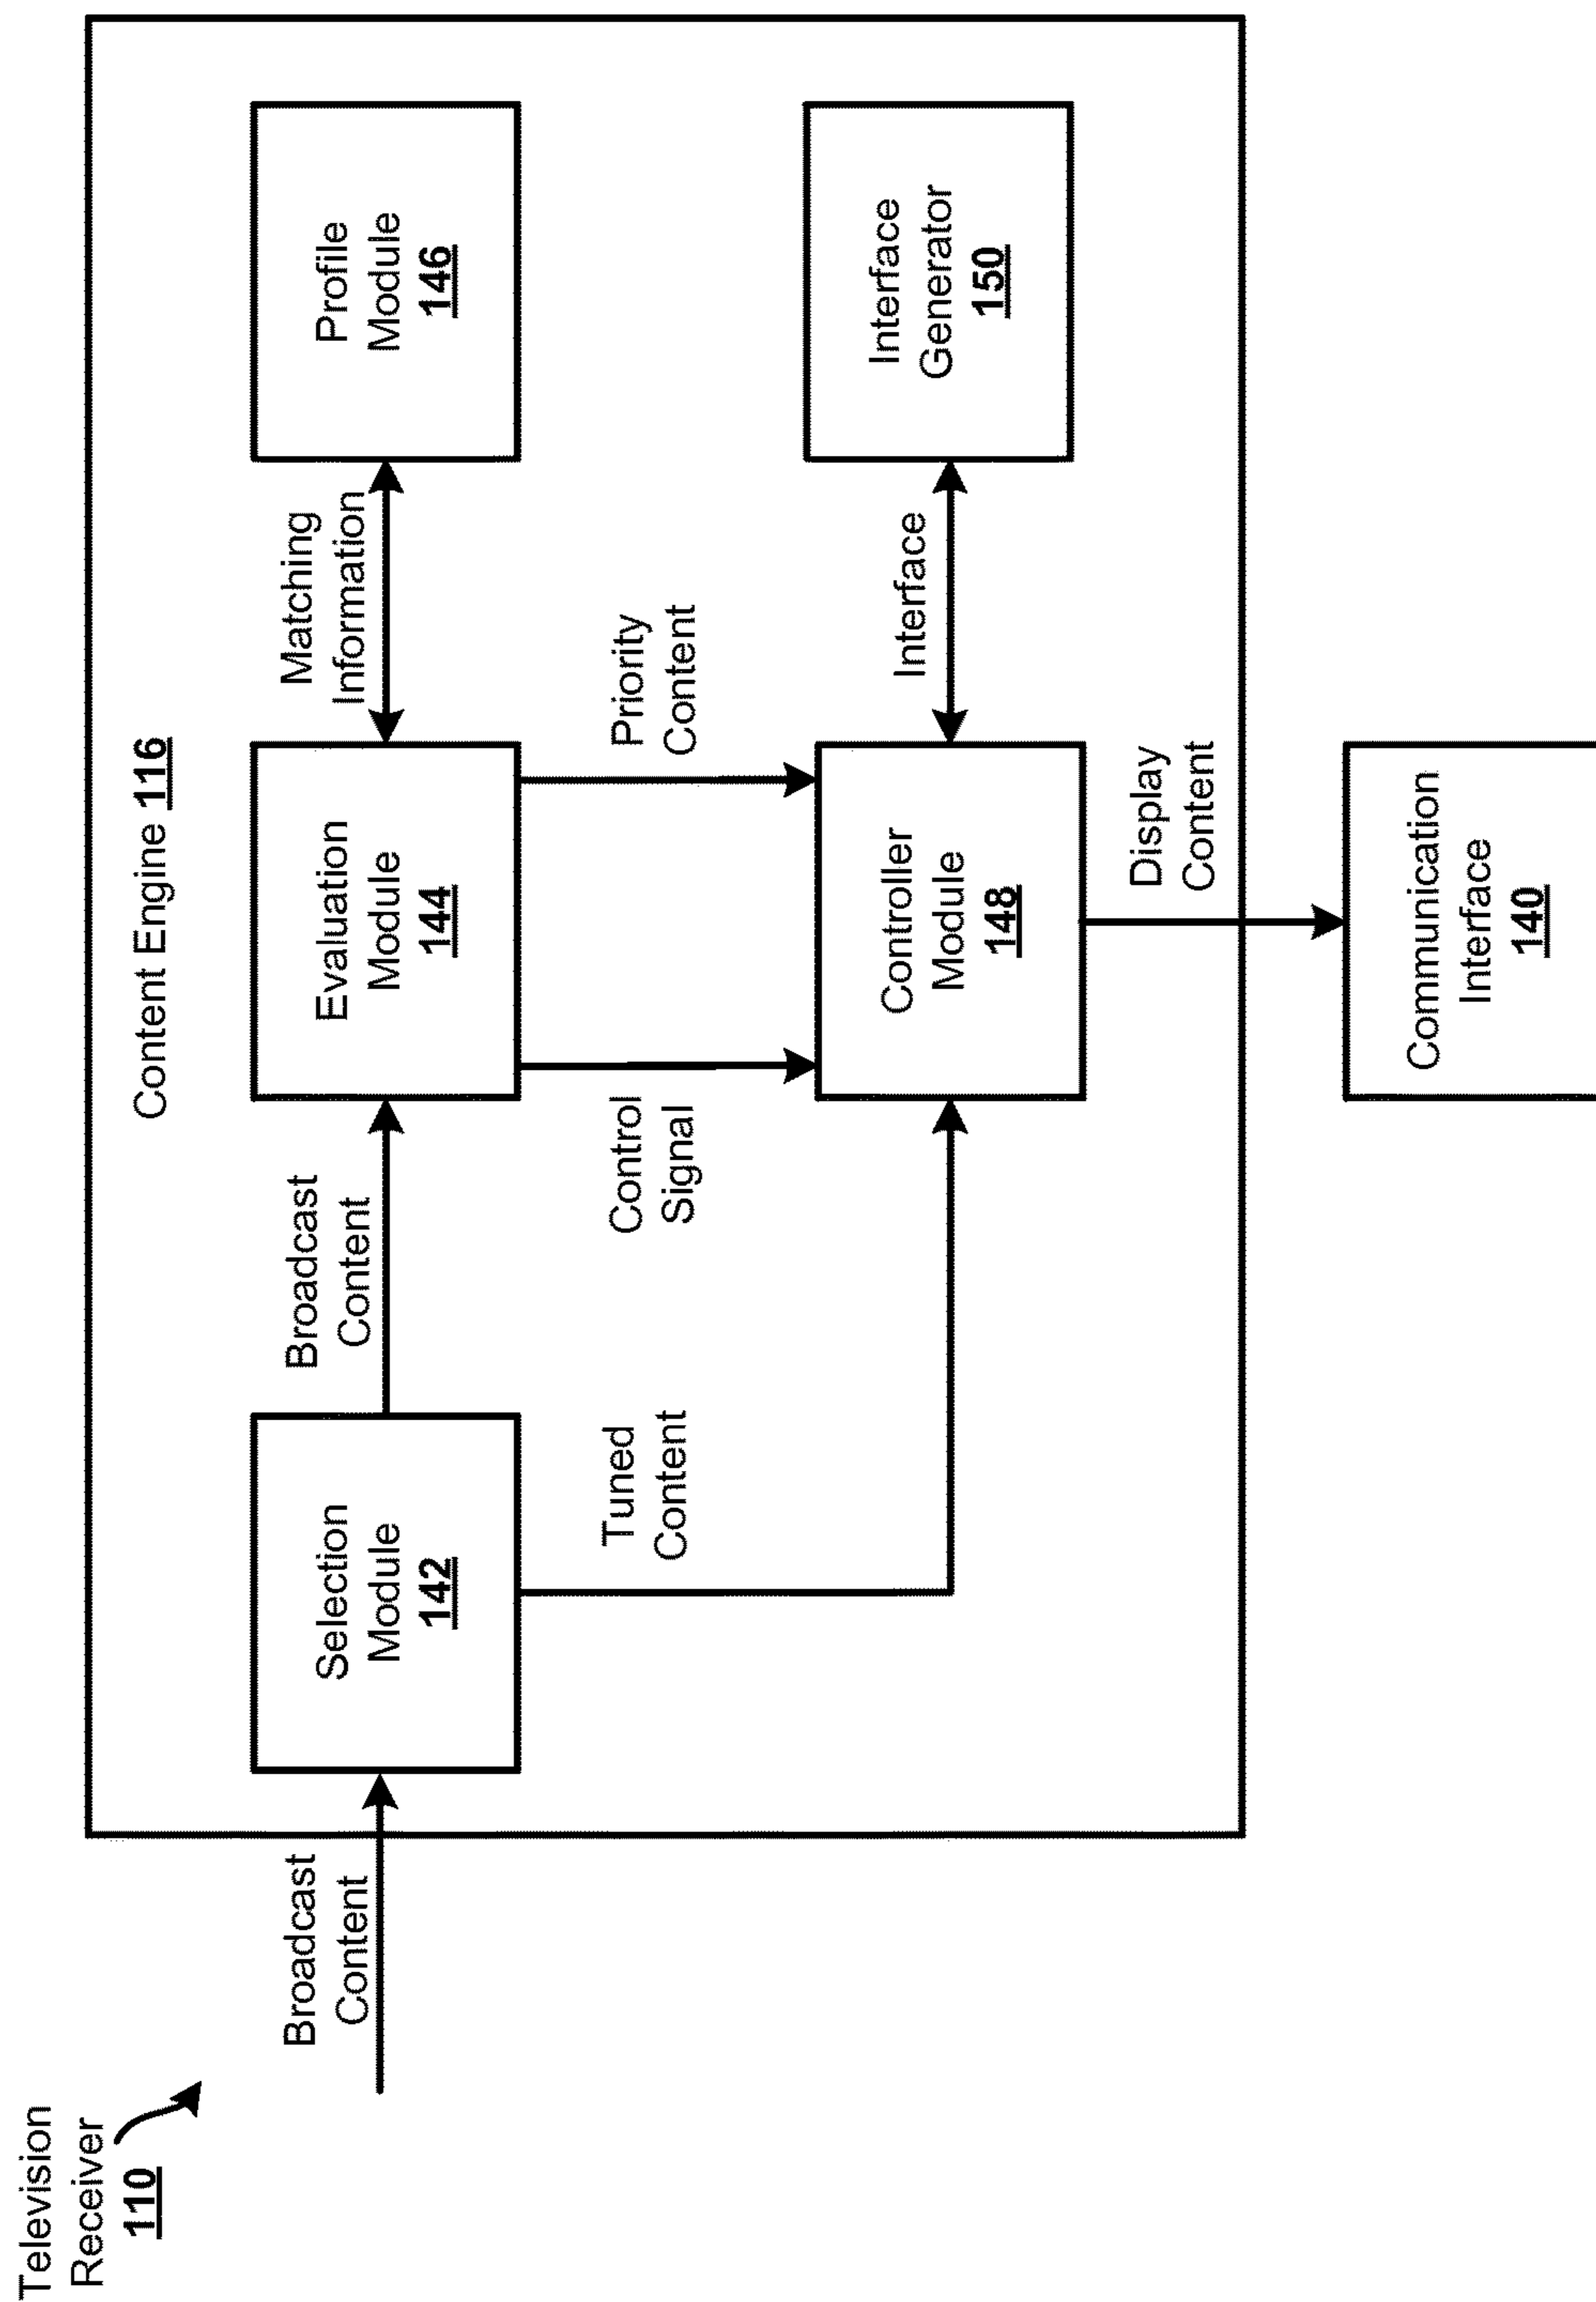 Television
Receiver
110
Content Engine 116
Broadcast
Content
Selection
Module
142
Broadcast
Content
Evaluation
Module
144
Matching
Information
Profile
Module
146
Tuned
Content
Control
Signal
Priority
Content
Controller
Module
148
Interface
Interface
Generator
150
Display
Content
Communication
Interface
140